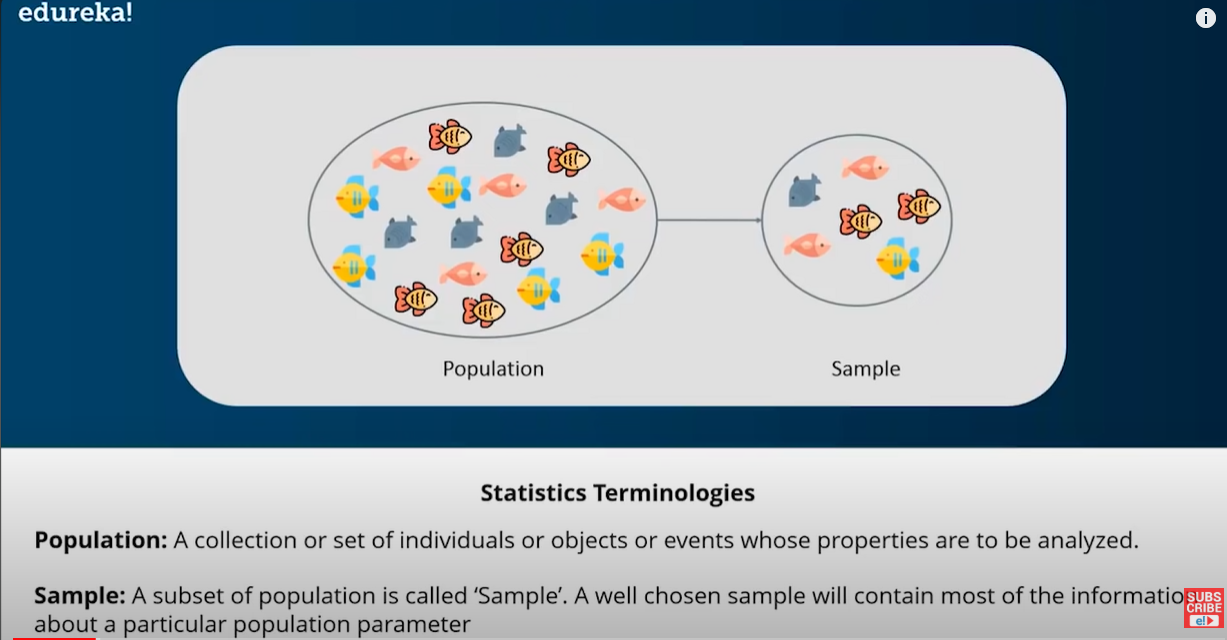 edureka!
i
Population
Sample
Statistics Terminologies
Population: A collection or set of individuals or objects or events whose properties are to be analyzed.
Sample: A subset of population is called ‘Sample’. A well chosen sample will contain most of the informatio
about a particular population parameter
SUBS
CRIBE
e!